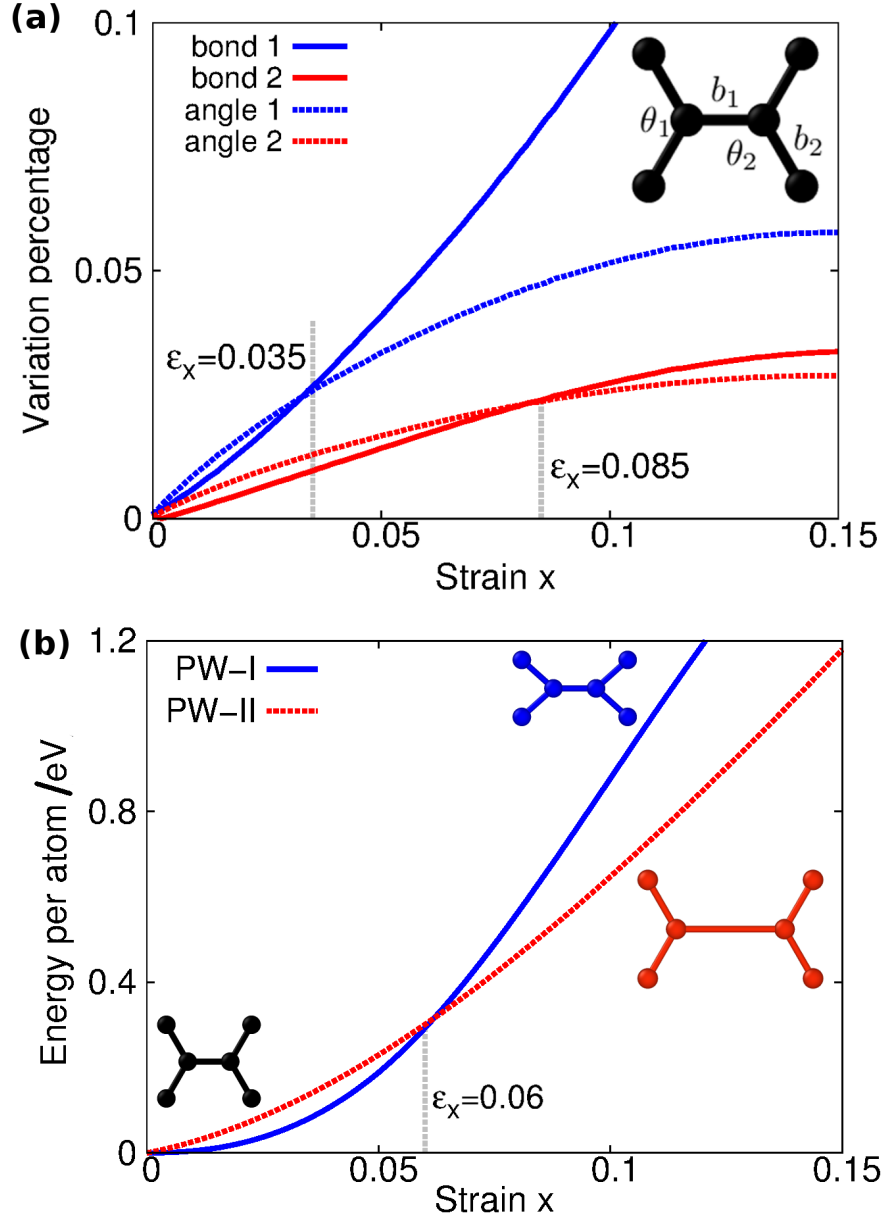 (a)
0.1
bond 1
bond 2
angle 1
angle 2
b₁
θ₁
θ₂
b₂
Variation percentage
0.05
εₓ=0.035
εₓ=0.085
0
0 0.05 0.1 0.15
Strain x
(b)
1.2
PW-I
PW-II
Energy per atom /eV
0.8
0.4
εₓ=0.06
0
0 0.05 0.1 0.15
Strain x